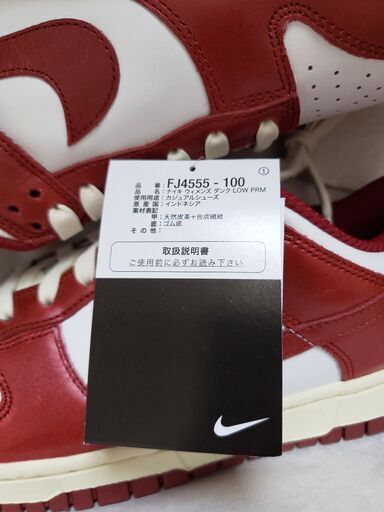 ①
品 番: FJ4555 - 100
品 名: ナイキ ウィメンズ ダンク LOW PRM
使用用途: カジュアルシューズ
原 産 国: インドネシア
素材表記
甲: 天然皮革+合成繊維
底: ゴム底
そ の 他:
取扱説明書
ご使用前に必ずお読み下さい